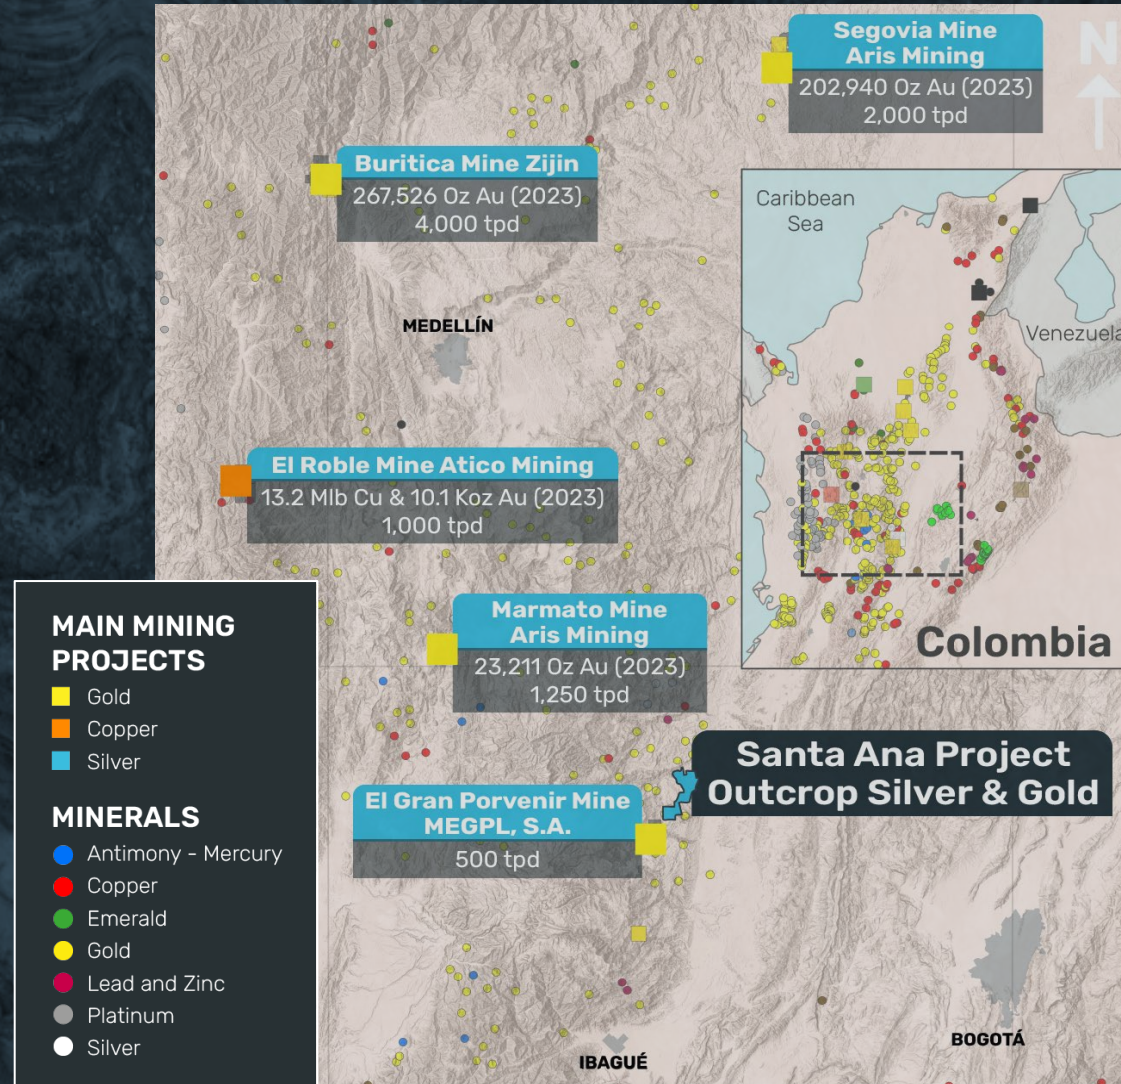 Segovia Mine
Aris Mining
202,940 Oz Au (2023)
2,000 tpd
N
Buritica Mine Zijin
267,526 Oz Au (2023)
4,000 tpd
Caribbean
Sea
Venezuela
Colombia
MEDELLÍN
El Roble Mine Atico Mining
13.2 Mlb Cu & 10.1 Koz Au (2023)
1,000 tpd
Marmato Mine
Aris Mining
23,211 Oz Au (2023)
1,250 tpd
Santa Ana Project
Outcrop Silver & Gold
El Gran Porvenir Mine
MEGPL, S.A.
500 tpd
BOGOTÁ
IBAGUÉ
MAIN MINING
PROJECTS
Gold
Copper
Silver
MINERALS
Antimony - Mercury
Copper
Emerald
Gold
Lead and Zinc
Platinum
Silver